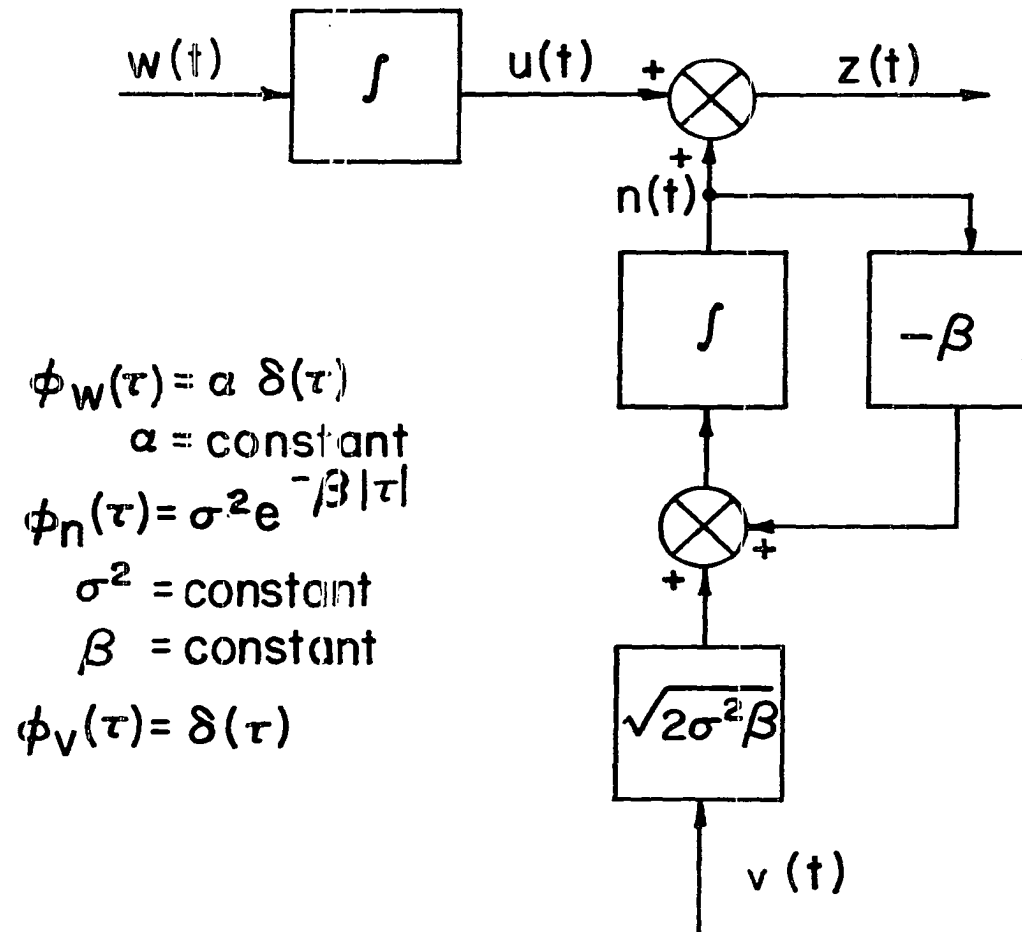 w(t)
∫
u(t)
+
z(t)
+
n(t)
∫
-β
ϕw(τ) = α δ(τ)
α = constant
ϕn(τ) = σ²e^-β|τ|
σ² = constant
β = constant
ϕv(τ) = δ(τ)
+
+
√2σ²β
v(t)